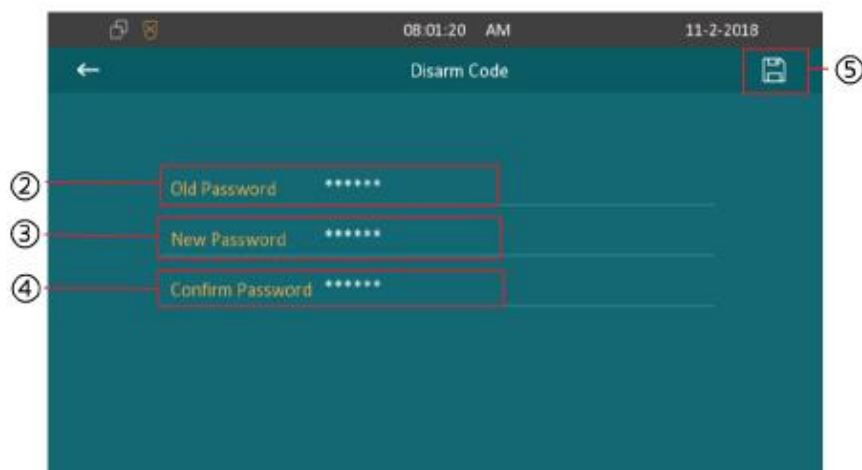 08:01:20 AM 11-2-2018
Disarm Code
⑤
② Old Password ******
③ New Password ******
④ Confirm Password ******